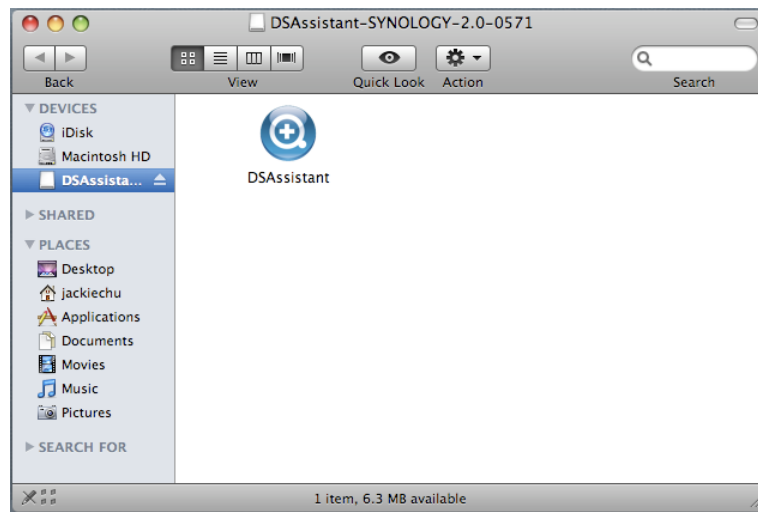 DSAssistant-SYNOLOGY-2.0-0571
Back
View
Quick Look
Action
Search
DEVICES
iDisk
Macintosh HD
DSAssista...
SHARED
PLACES
Desktop
jackiechu
Applications
Documents
Movies
Music
Pictures
SEARCH FOR
DSAssistant
1 item, 6.3 MB available